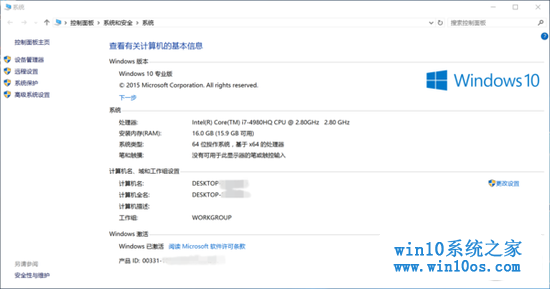 系统
控制面板 › 系统和安全 › 系统
搜索控制面板
控制面板主页
设备管理器
远程设置
系统保护
高级系统设置
查看有关计算机的基本信息
Windows 版本
Windows 10 专业版
© 2015 Microsoft Corporation. All rights reserved.
下一步
Windows 10
系统
处理器: Intel(R) Core(TM) i7-4980HQ CPU @ 2.80GHz 2.80 GHz
安装内存(RAM): 16.0 GB (15.9 GB 可用)
系统类型: 64 位操作系统，基于 x64 的处理器
笔和触摸: 没有可用于此显示器的笔或触控输入
计算机名、域和工作组设置
计算机名: DESKTOP
更改设置
计算机全名: DESKTOP-
计算机描述:
工作组: WORKGROUP
Windows 激活
Windows 已激活 阅读 Microsoft 软件许可条款
产品 ID: 00331-
另请参阅
安全性与维护
win10系统之家
www.win10os.com